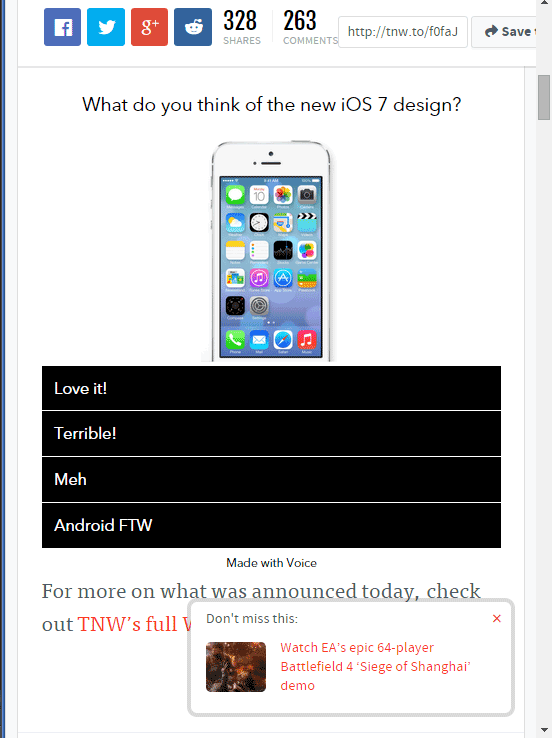 328
SHARES
263
COMMENTS
http://tnw.to/f0faJ
Save
What do you think of the new iOS 7 design?
Love it!
Terrible!
Meh
Android FTW
Made with Voice
For more on what was announced today, check
out TNW's full
Don't miss this:
×
Watch EA's epic 64-player
Battlefield 4 'Siege of Shanghai'
demo